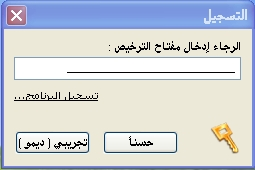 التسجيل
الرجاء إدخال مفتاح الترخيص :
تسجيل البرنامج...
حسناً
تجريبي ( ديمو )